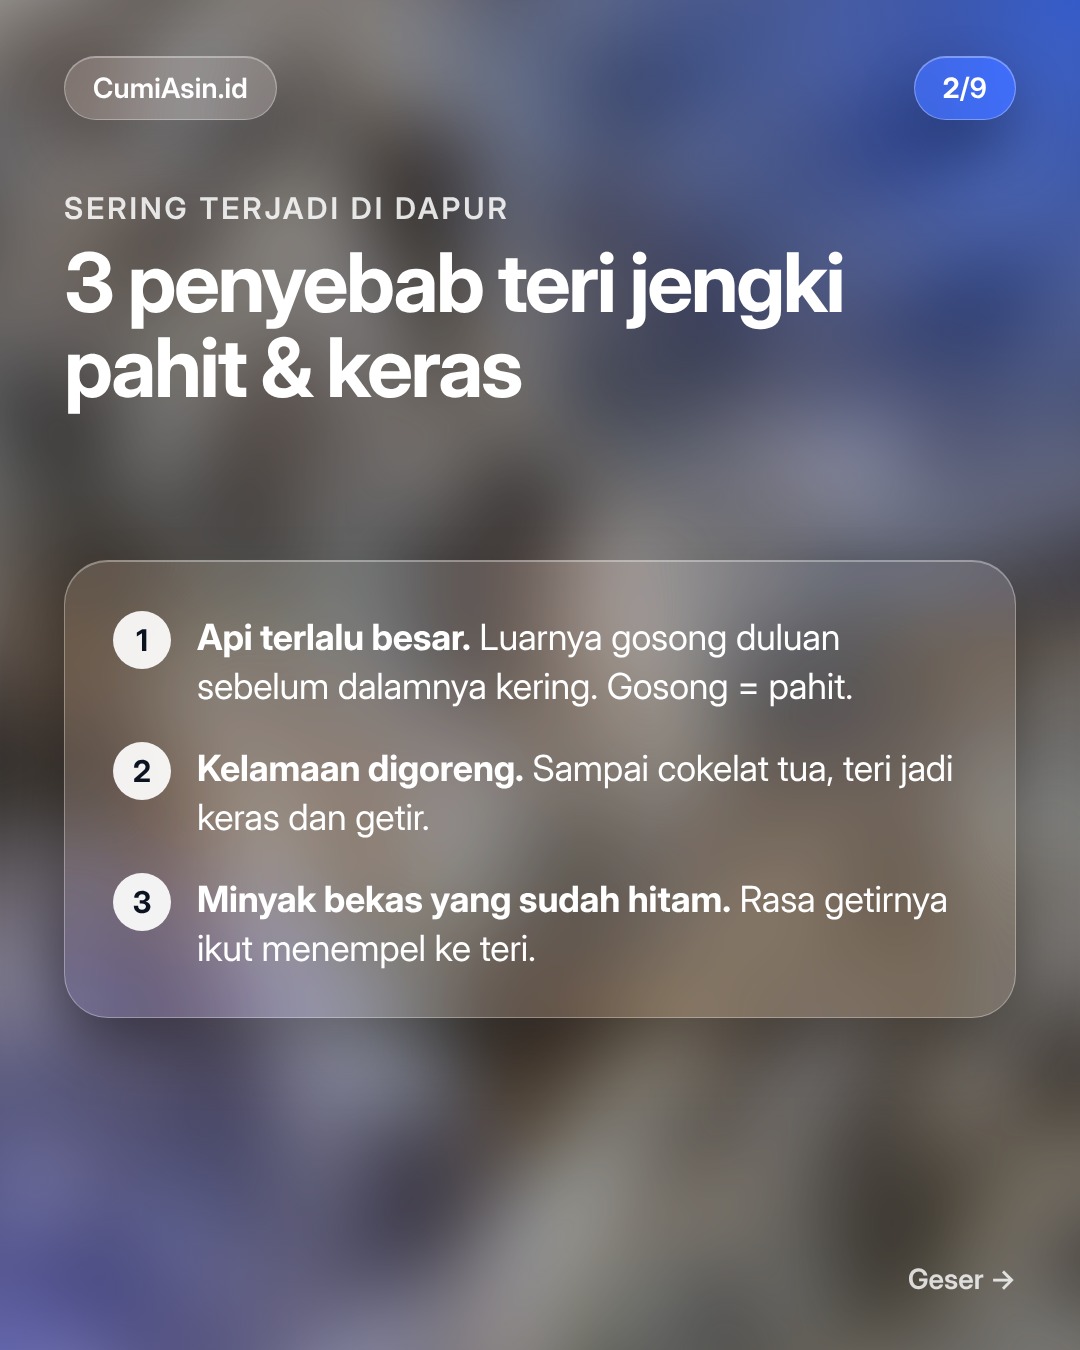 CumiAsin.id
2/9
SERING TERJADI DI DAPUR
3 penyebab teri jengki
pahit & keras
1 Api terlalu besar. Luarnya gosong duluan
sebelum dalamnya kering. Gosong = pahit.
2 Kelamaan digoreng. Sampai cokelat tua, teri jadi
keras dan getir.
3 Minyak bekas yang sudah hitam. Rasa getirnya
ikut menempel ke teri.
Geser →